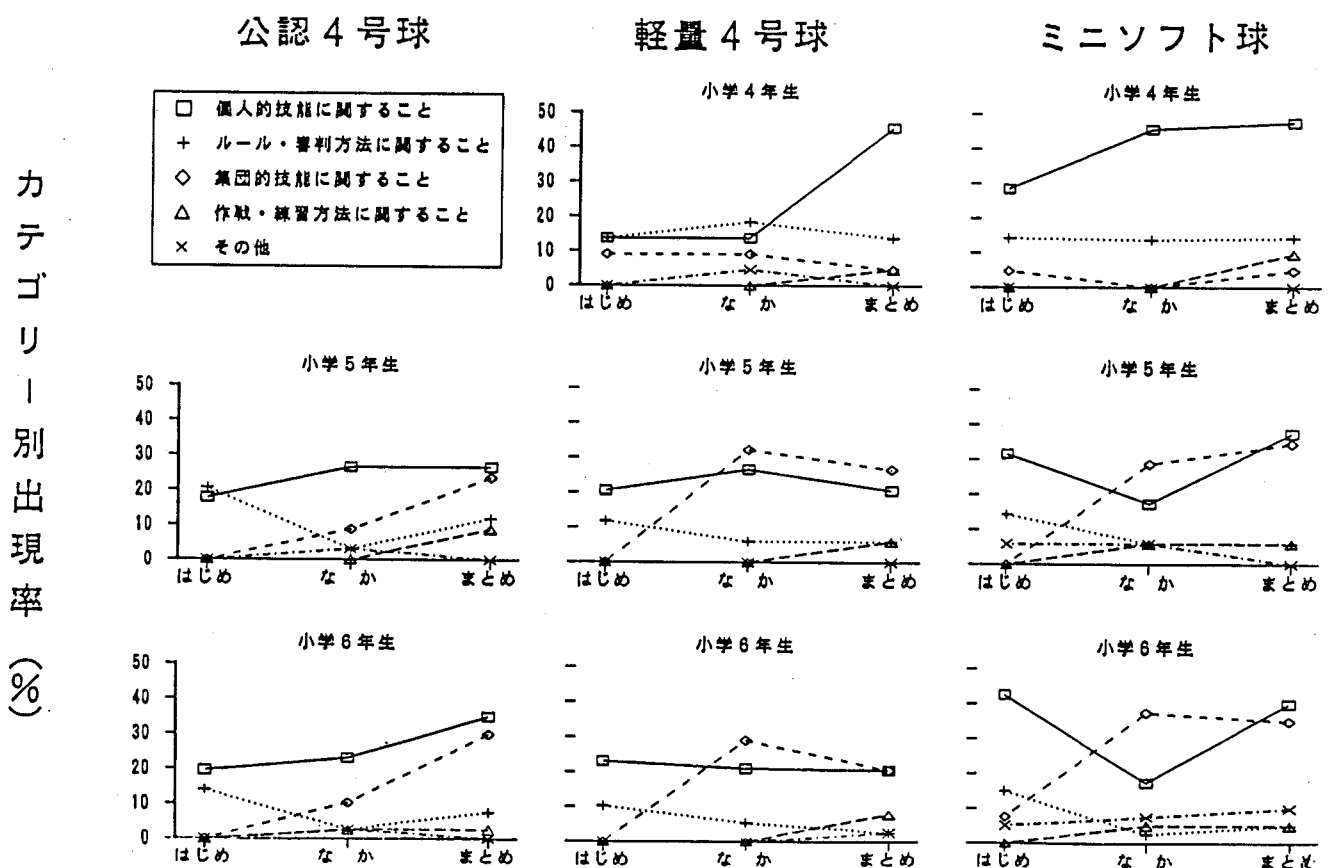 公認4号球 軽量4号球 ミニソフト球
カテゴリー別出現率(%)
□ 個人的技能に関すること
+ ルール・審判方法に関すること
◇ 集団的技能に関すること
△ 作戦・練習方法に関すること
× その他
小学4年生
50
40
30
20
10
0
はじめ なか まとめ
小学4年生
はじめ なか まとめ
小学5年生
50
40
30
20
10
0
はじめ なか まとめ
小学5年生
はじめ なか まとめ
小学5年生
はじめ なか まとめ
小学6年生
50
40
30
20
10
0
はじめ なか まとめ
小学6年生
はじめ なか まとめ
小学6年生
はじめ なか まとめ